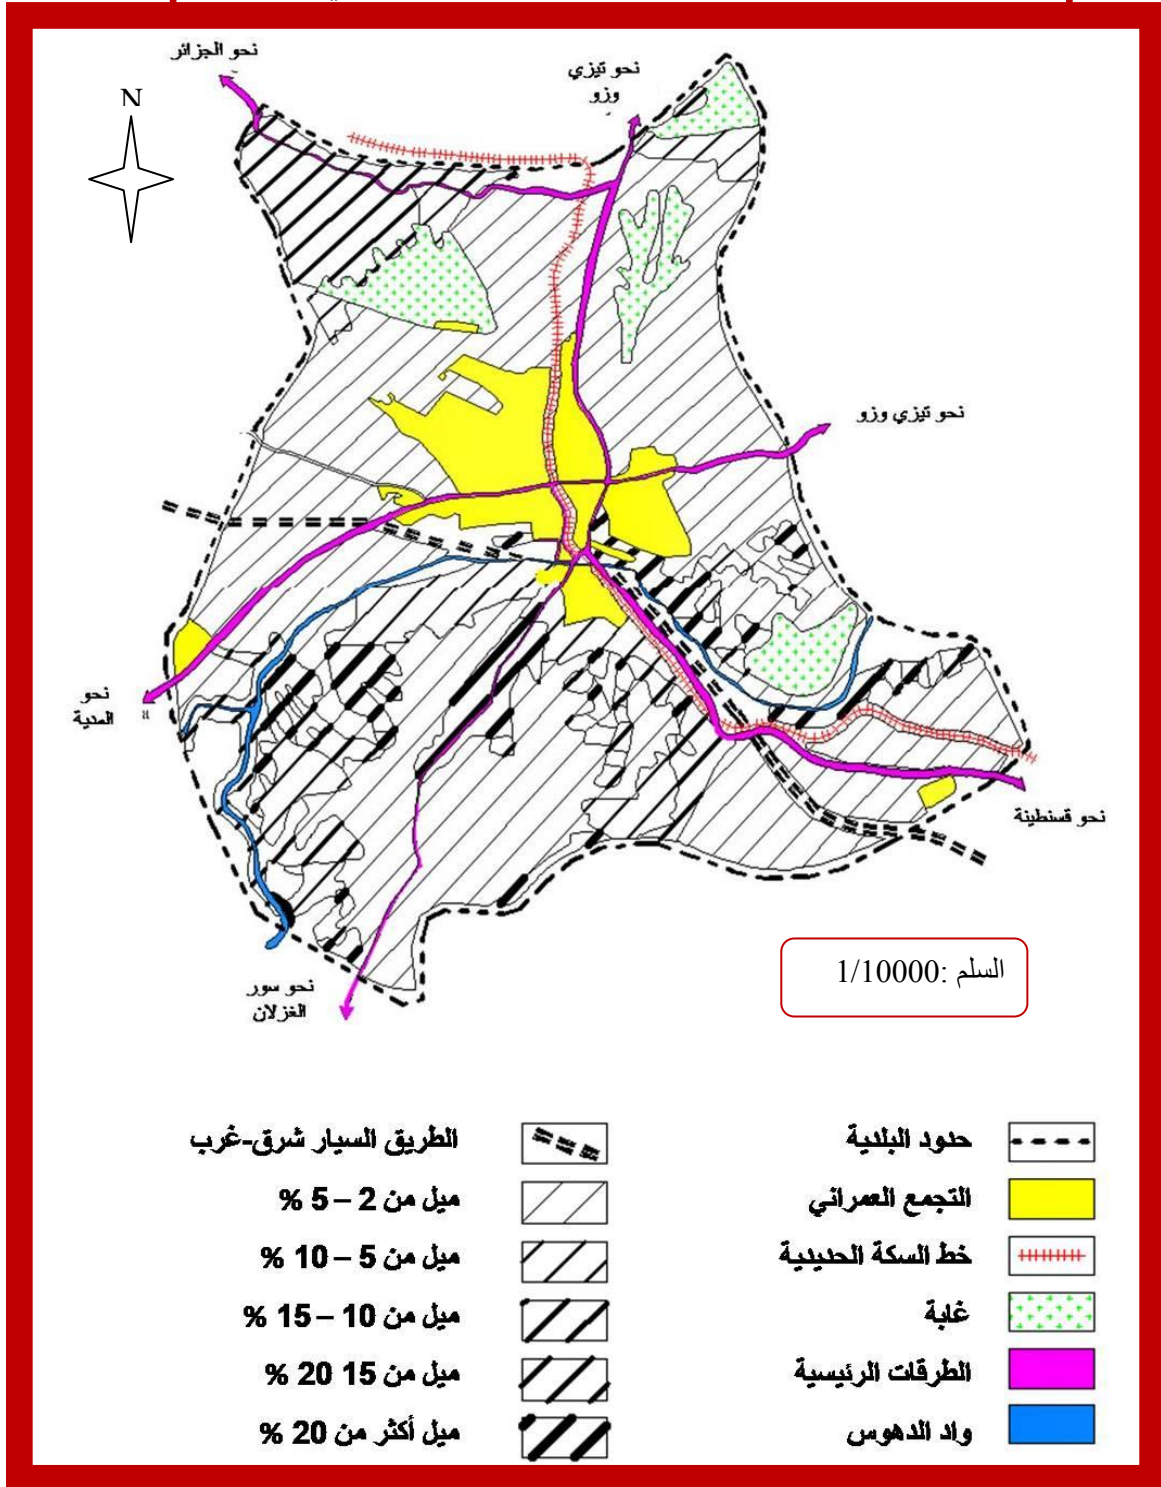 نحو الجزائر
نحو تيزي
وزو
N
نحو تيزي وزو
نحو
المدية
نحو قسنطينة
السلم :1/10000
نحو سور
الغزلان
حدود البلدية
التجمع العمراني
خط السكة الحديدية
غابة
الطرقات الرئيسية
واد الدهوس
الطريق السيار شرق-غرب
ميل من 2 – 5 %
ميل من 5 – 10 %
ميل من 10 – 15 %
ميل من 15 20 %
ميل أكثر من 20 %